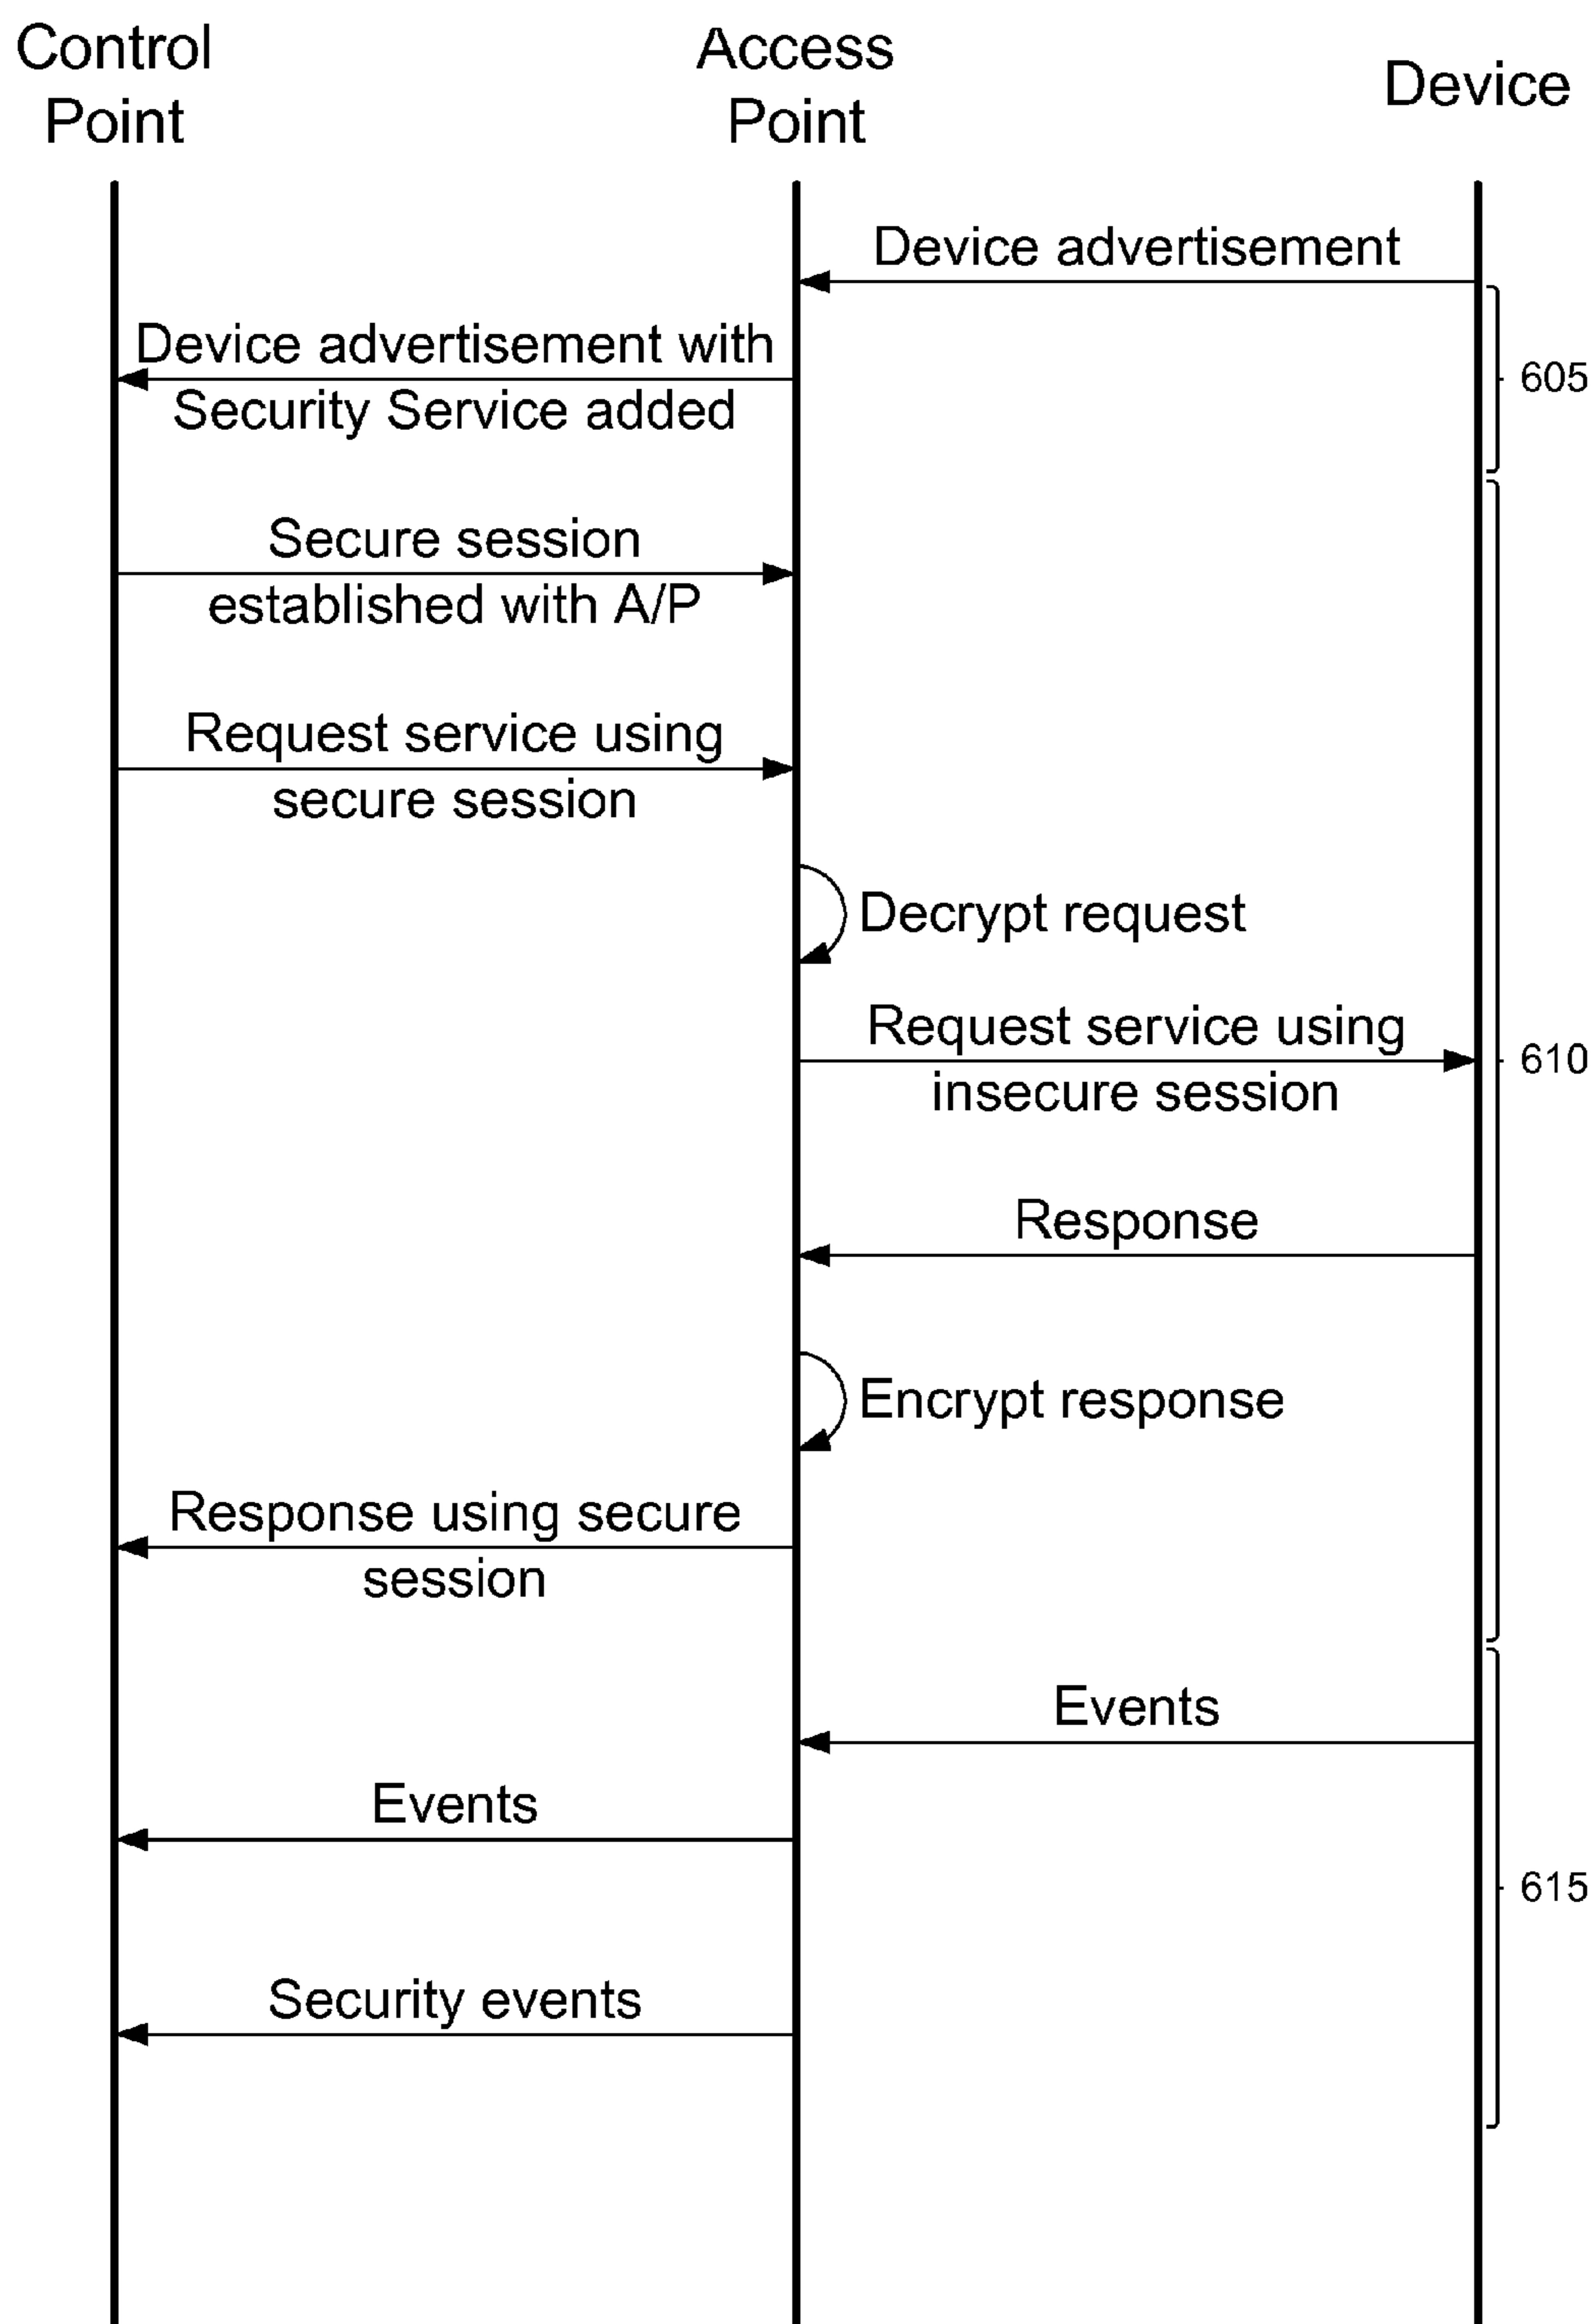 Control
Point
Access
Point
Device
Device advertisement
Device advertisement with
Security Service added
605
Secure session
established with A/P
Request service using
secure session
Decrypt request
Request service using
insecure session
610
Response
Encrypt response
Response using secure
session
Events
Events
615
Security events